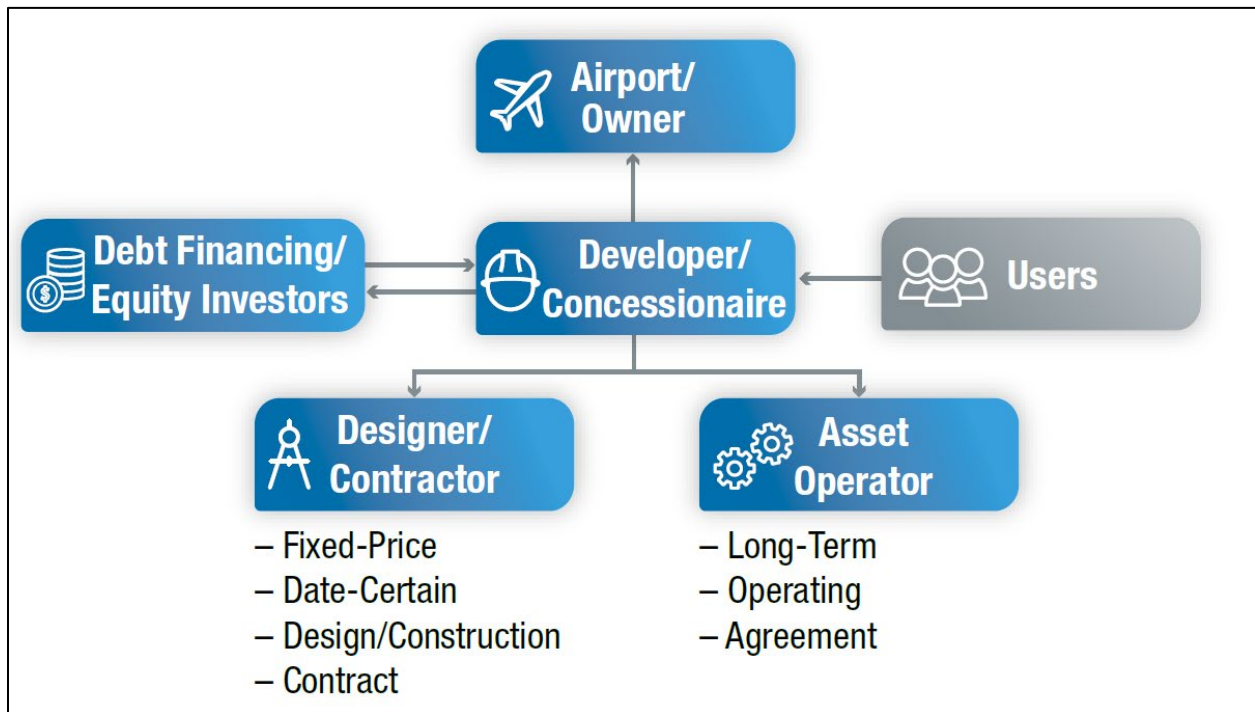 Airport/
Owner
Debt Financing/
Equity Investors
$
Developer/
Concessionaire
Users
Designer/
Contractor
– Fixed-Price
– Date-Certain
– Design/Construction
– Contract
Asset
Operator
– Long-Term
– Operating
– Agreement